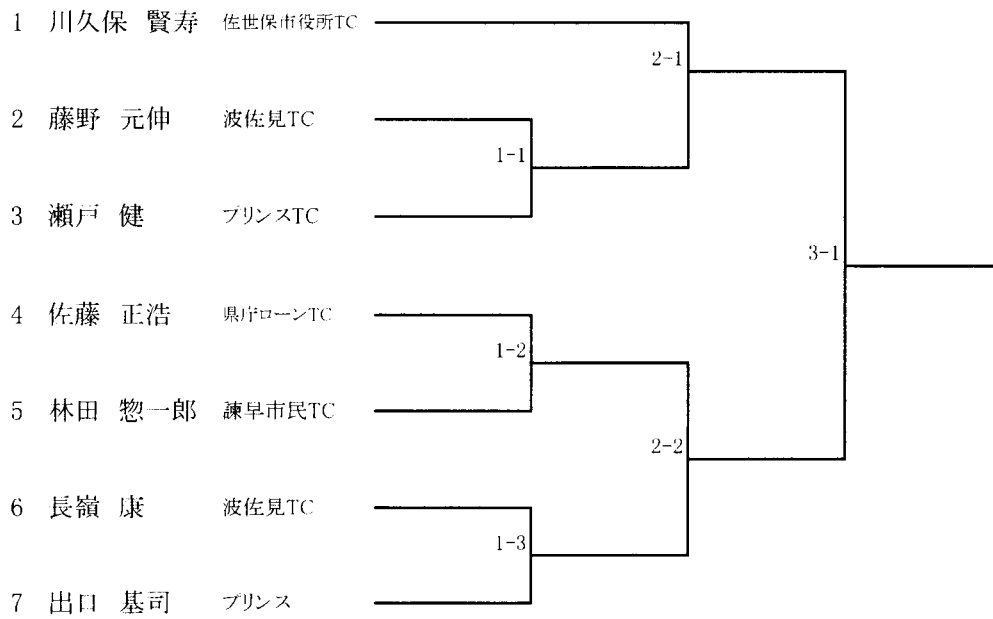 1 川久保 賢寿 佐世保市役所TC
2-1
2 藤野 元伸 波佐見TC
1-1
3 瀬戸 健 プリンスTC
3-1
4 佐藤 正浩 県庁ローンTC
1-2
5 林田 惣一郎 諫早市民TC
2-2
6 長嶺 康 波佐見TC
1-3
7 出口 基司 プリンス